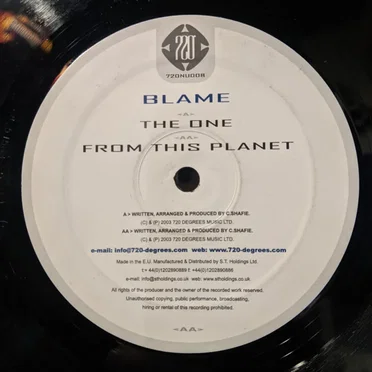 720
720NU008
BLAME
<A>
THE ONE
<AA>
FROM THIS PLANET
A > WRITTEN, ARRANGED & PRODUCED BY C.SHAFIE.
(C) & (P) 2003 720 DEGREES MUSIC LTD.
AA > WRITTEN, ARRANGED & PRODUCED BY C.SHAFIE.
(C) & (P) 2003 720 DEGREES MUSIC LTD.
e-mail: info@720-degrees.com web: www.720-degrees.com
Made in the E.U. Manufactured & Distributed by S.T. Holdings Ltd.
t:+ 44(0)1202890889 f: +44(0)1202890886
e-mail: info@stholdings.co.uk web: www.stholdings.co.uk
All rights of the producer and the owner of the recorded work reserved.
Unauthorised copying, public performance, broadcasting,
hiring or rental of this recording prohibited.
<AA>